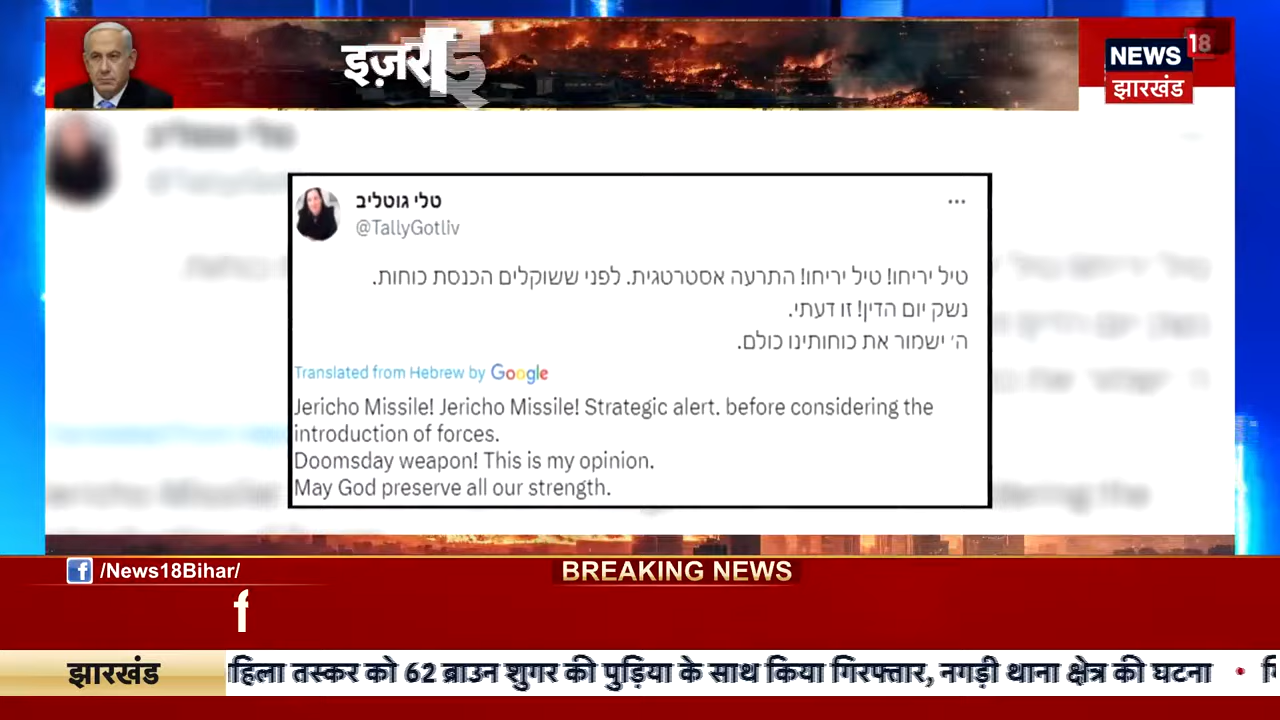 NEWS 18
झारखंड
טלי גוטליב
@TallyGotliv
טיל יריחו! טיל יריחו! התרעה אסטרטגית. לפני ששוקלים הכנסת כוחות.
נשק יום הדין! זו דעתי.
ה׳ ישמור את כוחותינו כולם.
Translated from Hebrew by Google
Jericho Missile! Jericho Missile! Strategic alert. before considering the
introduction of forces.
Doomsday weapon! This is my opinion.
May God preserve all our strength.
/News18Bihar/
BREAKING NEWS
झारखंड
को 62 ब्राउन शुगर की पुड़िया के साथ किया गिरफ्तार, नगड़ी थाना क्षेत्र की घटना